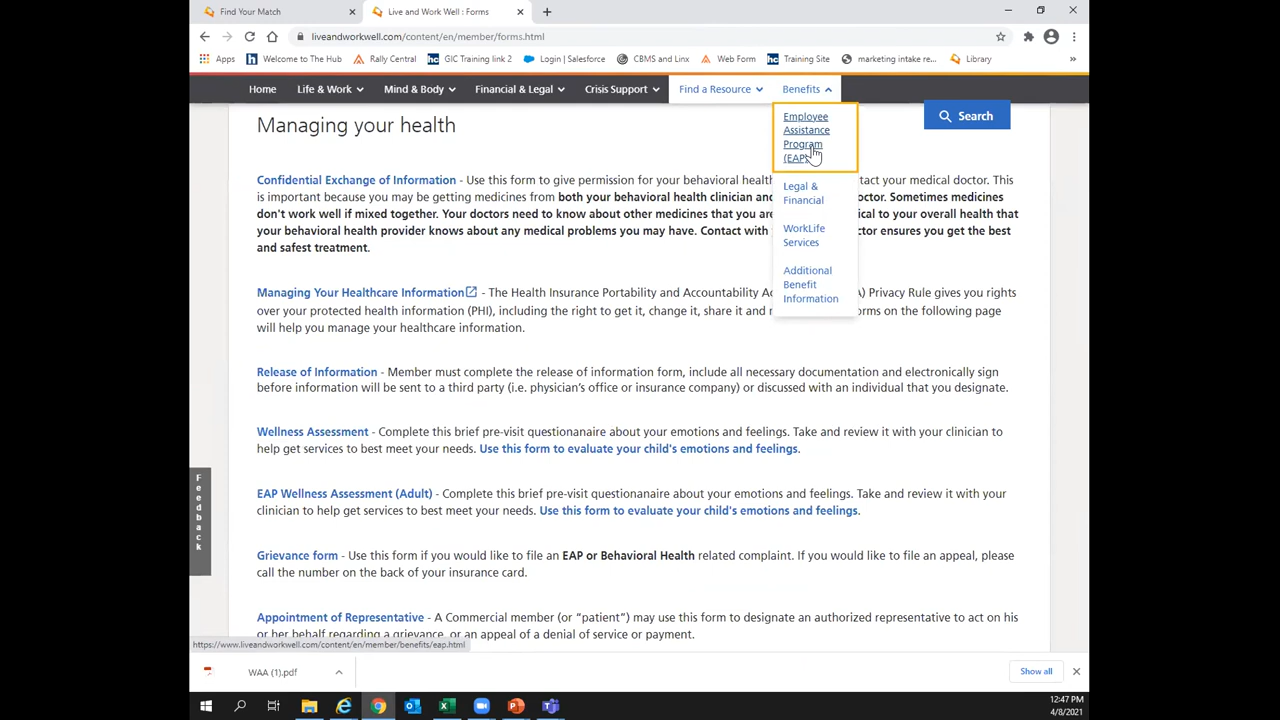 Find Your Match
Live and Work Well : Forms
liveandworkwell.com/content/en/member/forms.html
Apps
Welcome to The Hub
Rally Central
GIC Training link 2
Login | Salesforce
CBMS and Linx
Web Form
Training Site
marketing intake re...
Library
»
Home
Life & Work
Mind & Body
Financial & Legal
Crisis Support
Find a Resource
Benefits
Employee
Assistance
Program
(EAP)
Legal &
Financial
WorkLife
Services
Additional
Benefit
Information
Search
Managing your health
Confidential Exchange of Information - Use this form to give permission for your behavioral health tact your medical doctor. This
is important because you may be getting medicines from both your behavioral health clinician and octor. Sometimes medicines
don't work well if mixed together. Your doctors need to know about other medicines that you are ical to your overall health that
your behavioral health provider knows about any medical problems you may have. Contact with ctor ensures you get the best
and safest treatment.
Managing Your Healthcare Information - The Health Insurance Portability and Accountability Ac A) Privacy Rule gives you rights
over your protected health information (PHI), including the right to get it, change it, share it and orms on the following page
will help you manage your healthcare information.
Release of Information - Member must complete the release of information form, include all necessary documentation and electronically sign
before information will be sent to a third party (i.e. physician's office or insurance company) or discussed with an individual that you designate.
Wellness Assessment - Complete this brief pre-visit questionanaire about your emotions and feelings. Take and review it with your clinician to
help get services to best meet your needs. Use this form to evaluate your child's emotions and feelings.
EAP Wellness Assessment (Adult) - Complete this brief pre-visit questionanaire about your emotions and feelings. Take and review it with your
clinician to help get services to best meet your needs. Use this form to evaluate your child's emotions and feelings.
Grievance form - Use this form if you would like to file an EAP or Behavioral Health related complaint. If you would like to file an appeal, please
call the number on the back of your insurance card.
Appointment of Representative - A Commercial member (or “patient”) may use this form to designate an authorized representative to act on his
or her behalf regarding a grievance, or an appeal of a denial of service or payment.
Feedback
https://www.liveandworkwell.com/content/en/member/benefits/eap.html
WAA (1).pdf
Show all
12:47 PM
4/8/2021